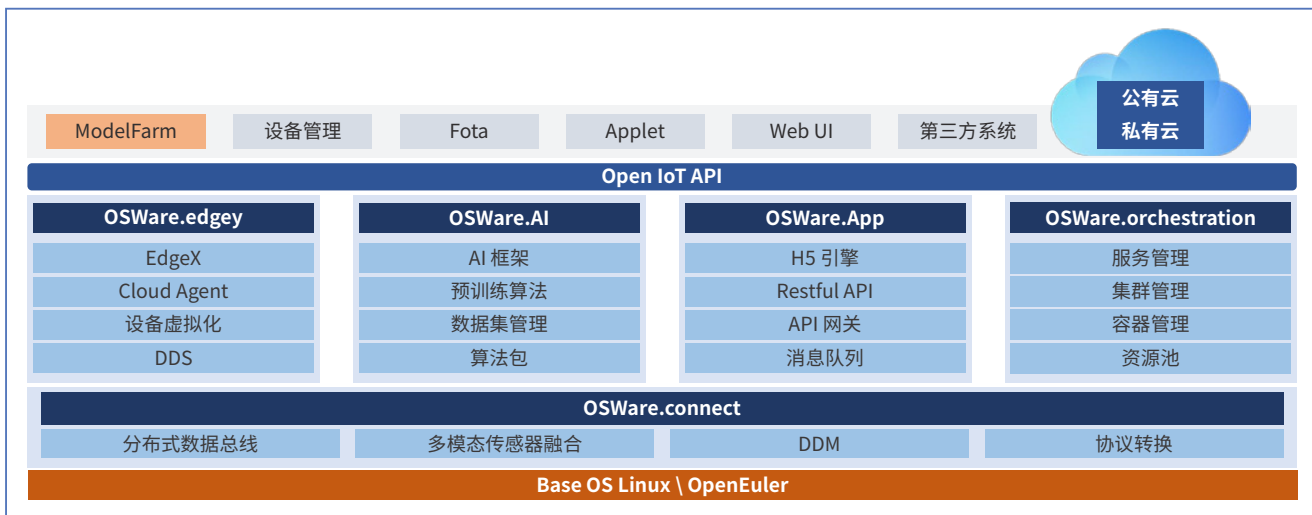 公有云
私有云
ModelFarm
设备管理
Fota
Applet
Web UI
第三方系统
Open IoT API
OSWare.edgey
EdgeX
Cloud Agent
设备虚拟化
DDS
OSWare.AI
AI 框架
预训练算法
数据集管理
算法包
OSWare.App
H5 引擎
Restful API
API 网关
消息队列
OSWare.orchestration
服务管理
集群管理
容器管理
资源池
OSWare.connect
分布式数据总线
多模态传感器融合
DDM
协议转换
Base OS Linux \ OpenEuler